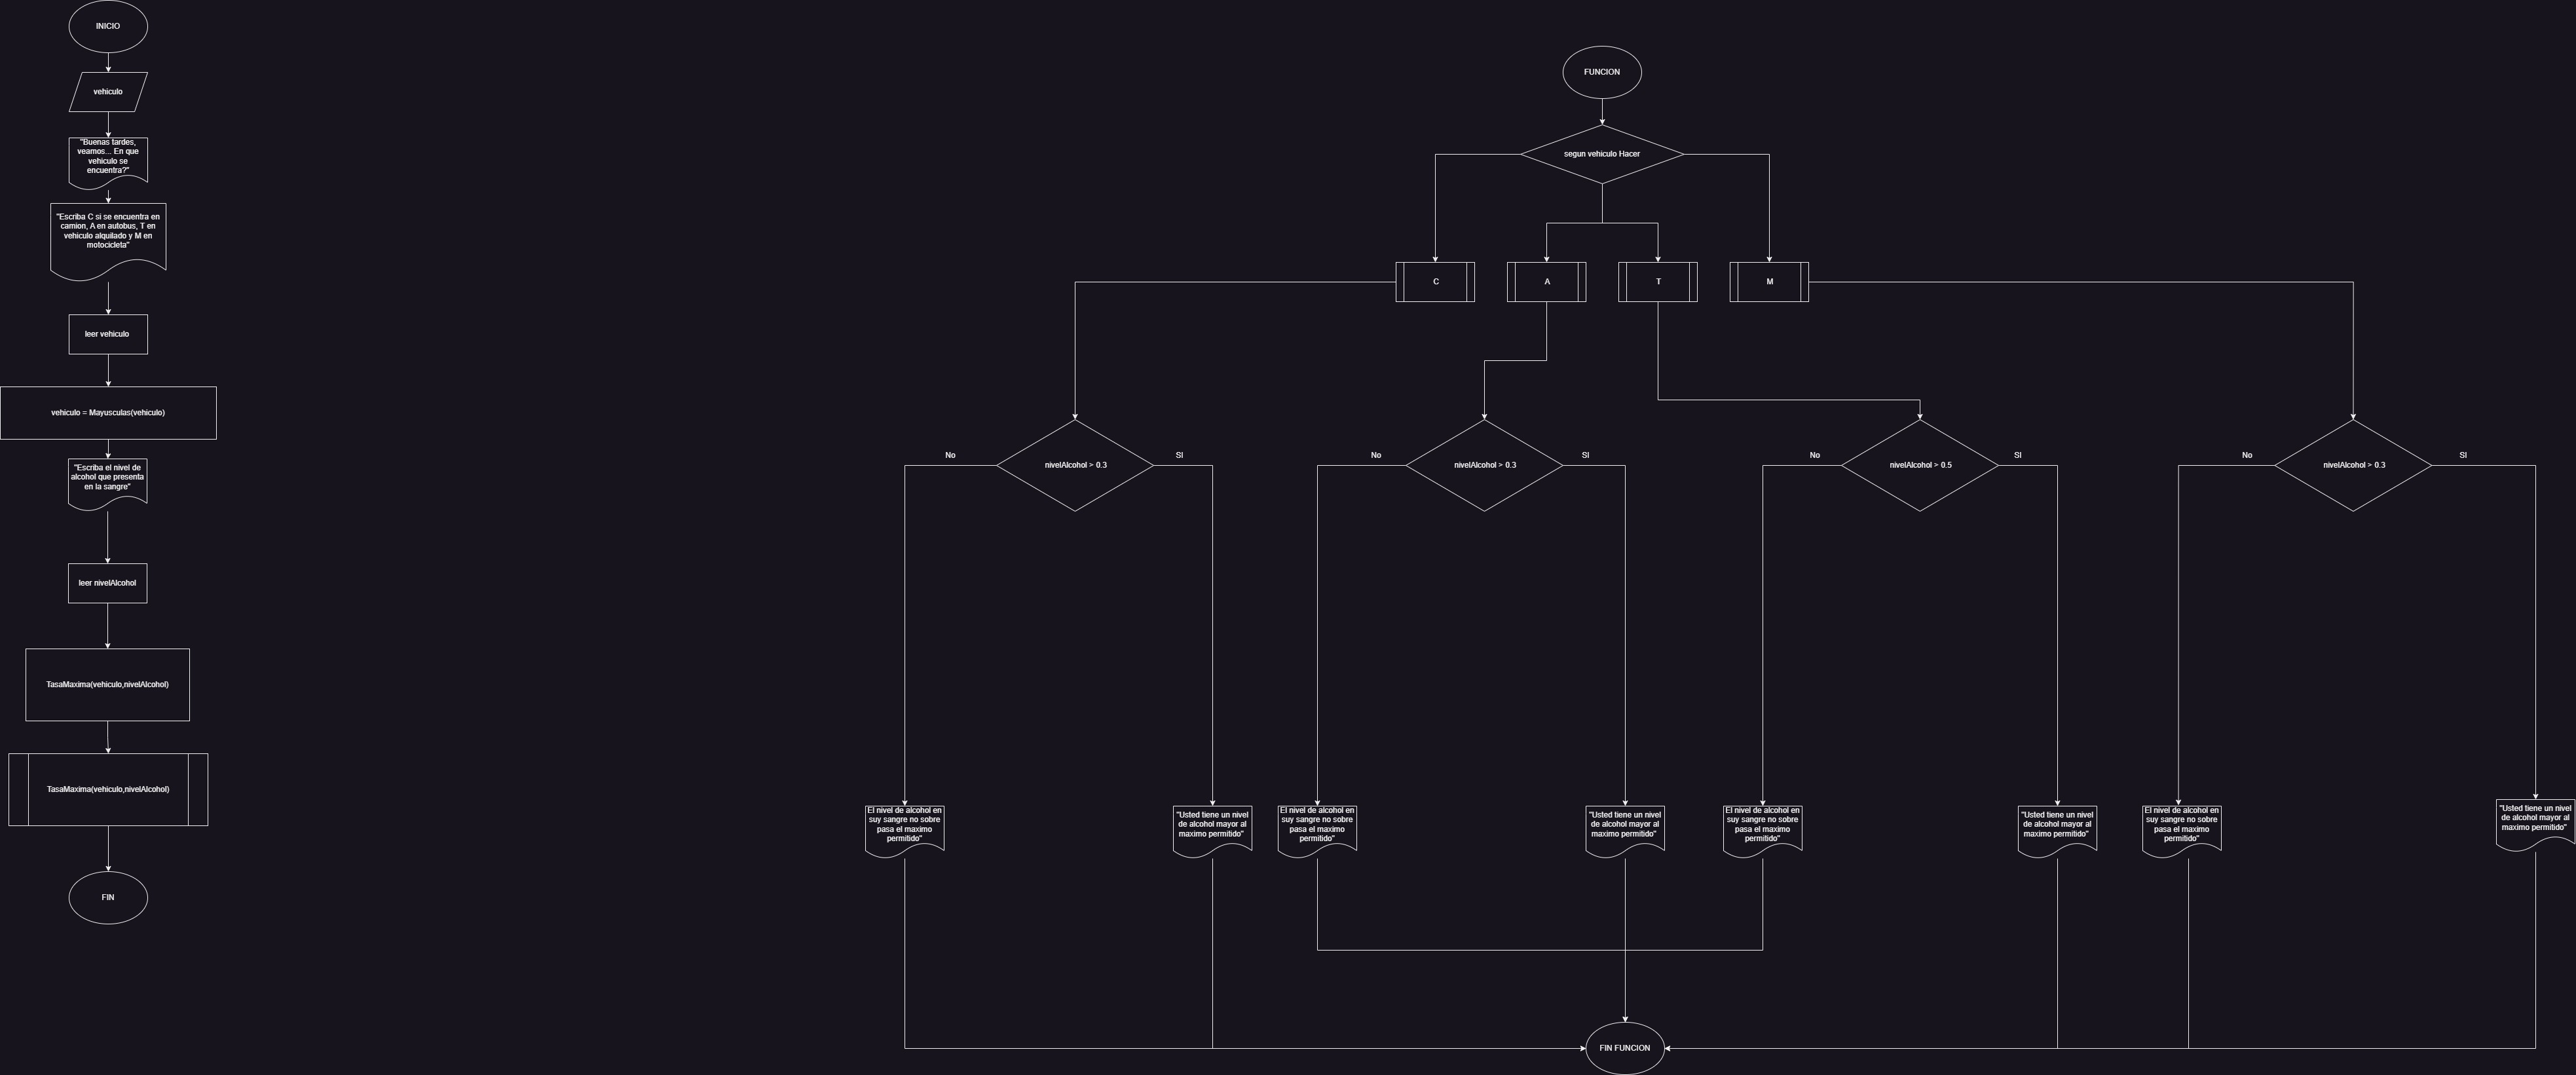 INICIO
vehiculo
"Buenas tardes,
veamos... En que
vehiculo se
encuentra?"
"Escriba C si se encuentra en
camion, A en autobus, T en
vehiculo alquilado y M en
motocicleta"
leer vehiculo
vehiculo = Mayusculas(vehiculo)
"Escriba el nivel de
alcohol que presenta
en la sangre"
leer nivelAlcohol
TasaMaxima(vehiculo,nivelAlcohol)
TasaMaxima(vehiculo,nivelAlcohol)
FIN
FUNCION
segun vehiculo Hacer
C
A
T
M
No
nivelAlcohol > 0.3
SI
No
nivelAlcohol > 0.3
SI
No
nivelAlcohol > 0.5
SI
No
nivelAlcohol > 0.3
SI
El nivel de alcohol en
suy sangre no sobre
pasa el maximo
permitido"
"Usted tiene un nivel
de alcohol mayor al
maximo permitido"
El nivel de alcohol en
suy sangre no sobre
pasa el maximo
permitido"
"Usted tiene un nivel
de alcohol mayor al
maximo permitido"
El nivel de alcohol en
suy sangre no sobre
pasa el maximo
permitido"
"Usted tiene un nivel
de alcohol mayor al
maximo permitido"
El nivel de alcohol en
suy sangre no sobre
pasa el maximo
permitido"
"Usted tiene un nivel
de alcohol mayor al
maximo permitido"
FIN FUNCION